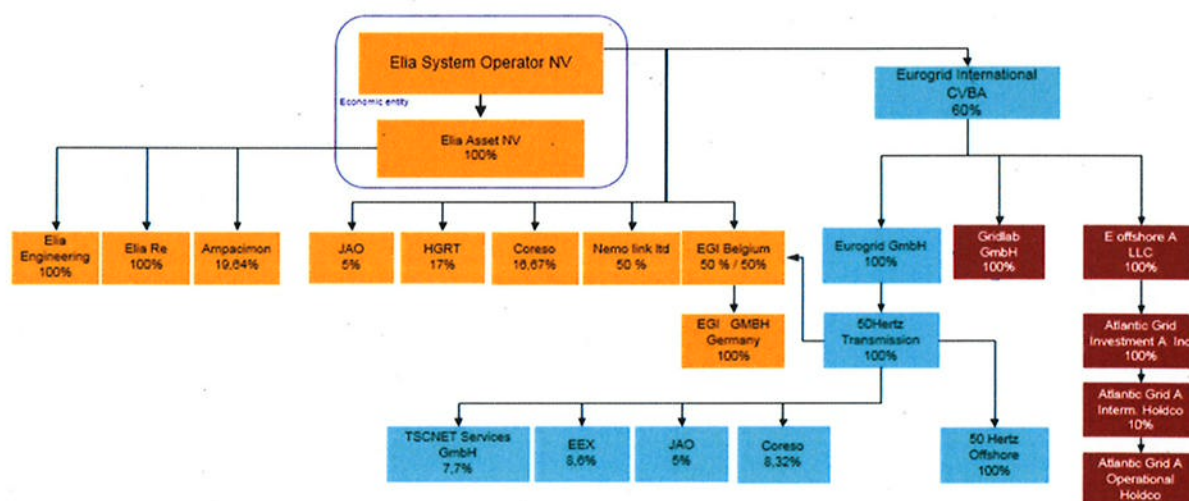 Elia System Operator NV
Economic entity
Elia Asset NV
100%
Eurogrid International
CVBA
60%
Elia
Engineering
100%
Elia Re
100%
Ampacimon
19,64%
JAO
5%
HGRT
17%
Coreso
16,67%
Nemo link ltd
50 %
EGI Belgium
50 % / 50%
Eurogrid GmbH
100%
Gridlab
GmbH
100%
E offshore A
LLC
100%
EGI GMBH
Germany
100%
50Hertz
Transmission
100%
Atlantic Grid
Investment A Inc
100%
Atlantic Grid A
Interm. Holdco
10%
TSCNET Services
GmbH
7,7%
EEX
8,6%
JAO
5%
Coreso
8,32%
50 Hertz
Offshore
100%
Atlantic Grid A
Operational
Holdco